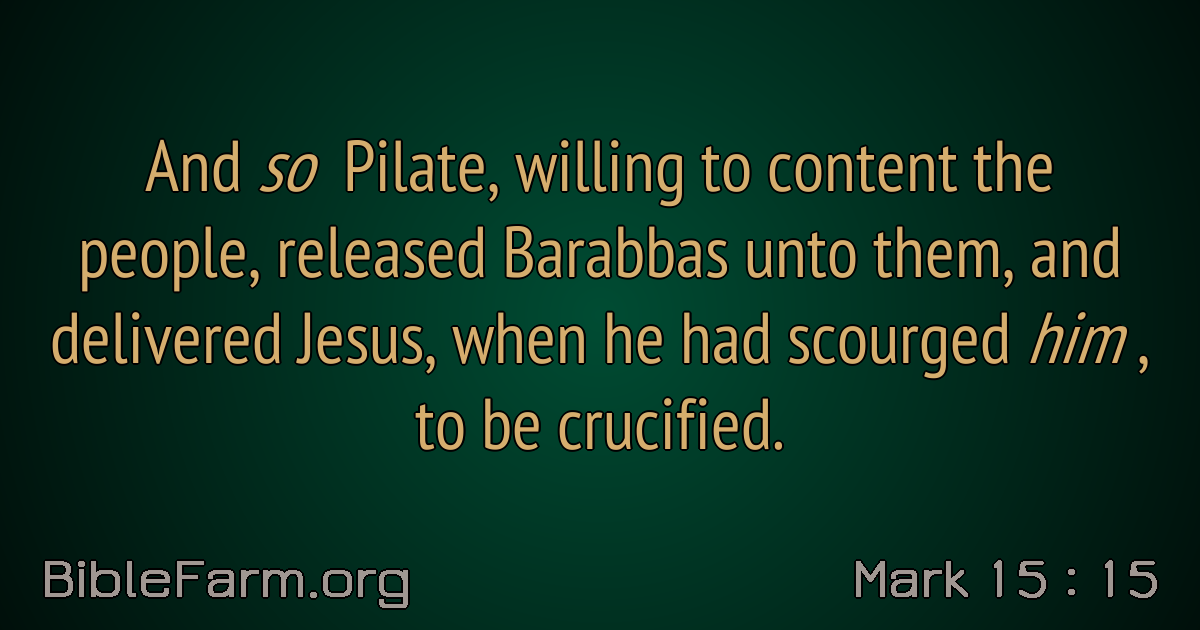 And so Pilate, willing to content the
people, released Barabbas unto them, and
delivered Jesus, when he had scourged him ,
to be crucified.
BibleFarm.org
Mark 15 : 15